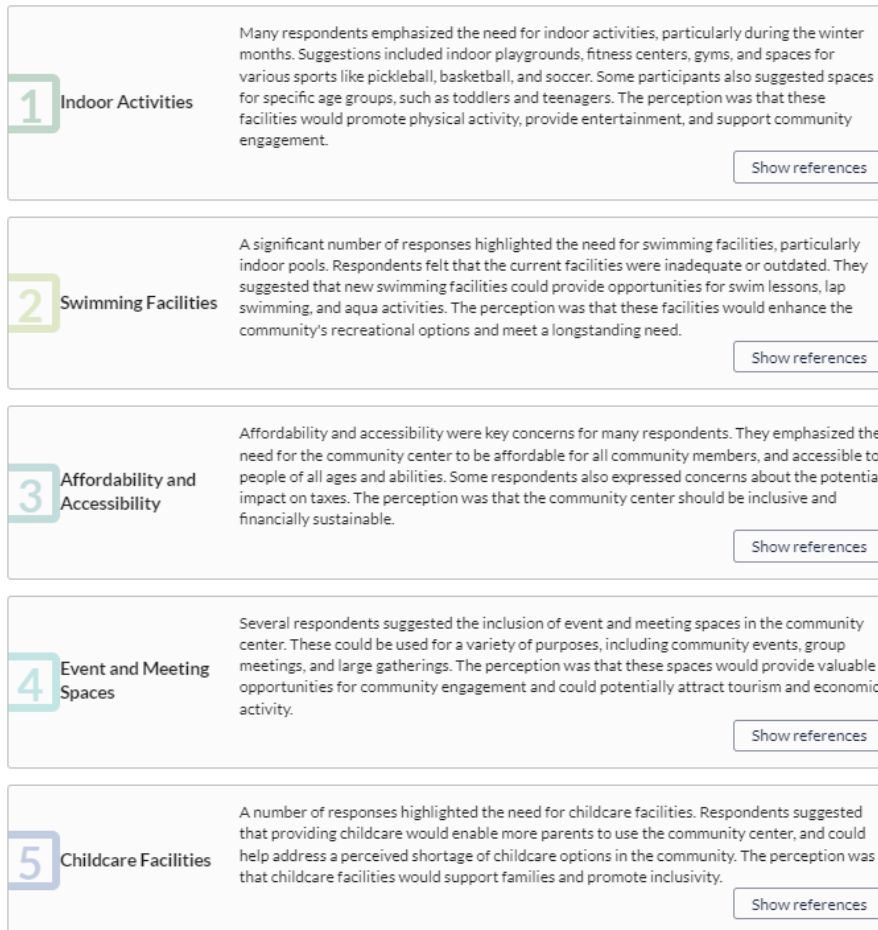 Many respondents emphasized the need for indoor activities, particularly during the winter
months. Suggestions included indoor playgrounds, fitness centers, gyms, and spaces for
various sports like pickleball, basketball, and soccer. Some participants also suggested spaces
1 Indoor Activities
for specific age groups, such as toddlers and teenagers. The perception was that these
facilities would promote physical activity, provide entertainment, and support community
engagement.
Show references
A significant number of responses highlighted the need for swimming facilities, particularly
indoor pools. Respondents felt that the current facilities were inadequate or outdated. They
suggested that new swimming facilities could provide opportunities for swim lessons, lap
2 Swimming Facilities
swimming, and aqua activities. The perception was that these facilities would enhance the
community's recreational options and meet a longstanding need.
Show references
3 Affordability and
Accessibility
Affordability and accessibility were key concerns for many respondents. They emphasized the
need for the community center to be affordable for all community members, and accessible to
people of all ages and abilities. Some respondents also expressed concerns about the potentia
impact on taxes. The perception was that the community center should be inclusive and
financially sustainable.
Show references
4 Event and Meeting
Spaces
Several respondents suggested the inclusion of event and meeting spaces in the community
center. These could be used for a variety of purposes, including community events, group
meetings, and large gatherings. The perception was that these spaces would provide valuable
opportunities for community engagement and could potentially attract tourism and economic
activity.
Show references
5 Childcare Facilities
A number of responses highlighted the need for childcare facilities. Respondents suggested
that providing childcare would enable more parents to use the community center, and could
help address a perceived shortage of childcare options in the community. The perception was
that childcare facilities would support families and promote inclusivity.
Show references